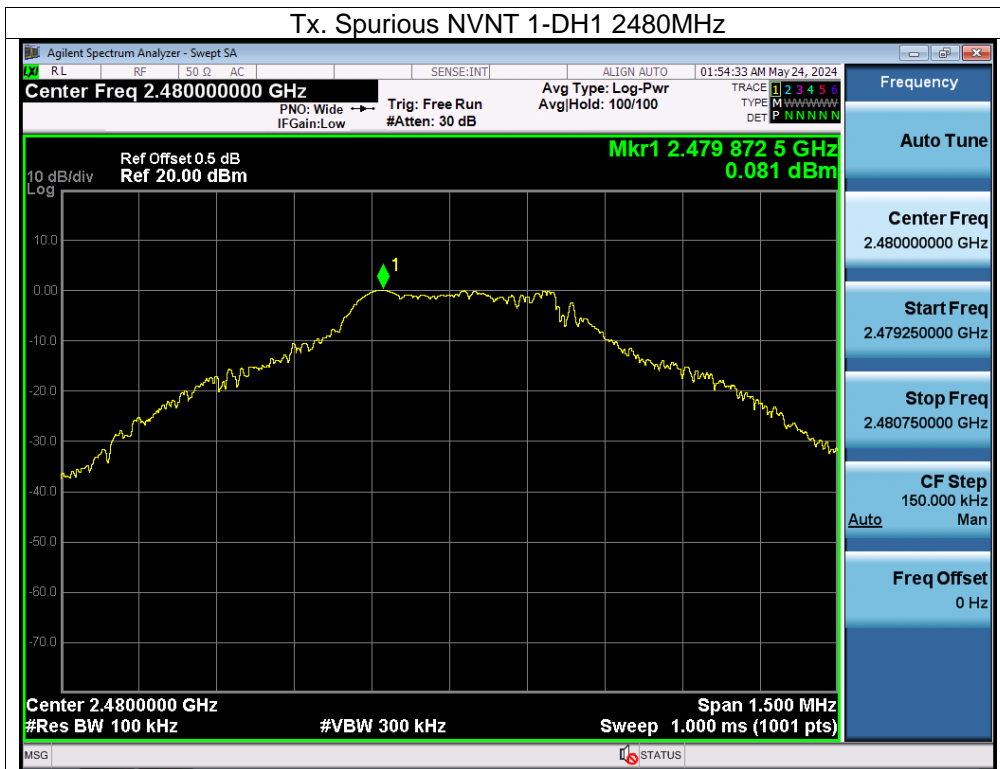 Tx. Spurious NVNT 1-DH1 2480MHz
Agilent Spectrum Analyzer - Swept SA
LXI RL RF 50 Ω AC SENSE:INT ALIGN AUTO 01:54:33 AM May 24, 2024
Center Freq 2.480000000 GHz
PNO: Wide
IFGain:Low
Trig: Free Run
#Atten: 30 dB
Avg Type: Log-Pwr
Avg|Hold: 100/100
TRACE 1 2 3 4 5 6
TYPE M WWWWW
DET P N N N N N
Frequency
Auto Tune
Center Freq
2.480000000 GHz
Start Freq
2.479250000 GHz
Stop Freq
2.480750000 GHz
CF Step
150.000 kHz
Auto Man
Freq Offset
0 Hz
Mkr1 2.479 872 5 GHz
0.081 dBm
Ref Offset 0.5 dB
10 dB/div Ref 20.00 dBm
Log
10.0
1
0.00
-10.0
-20.0
-30.0
-40.0
-50.0
-60.0
-70.0
Center 2.4800000 GHz Span 1.500 MHz
#Res BW 100 kHz #VBW 300 kHz Sweep 1.000 ms (1001 pts)
MSG STATUS